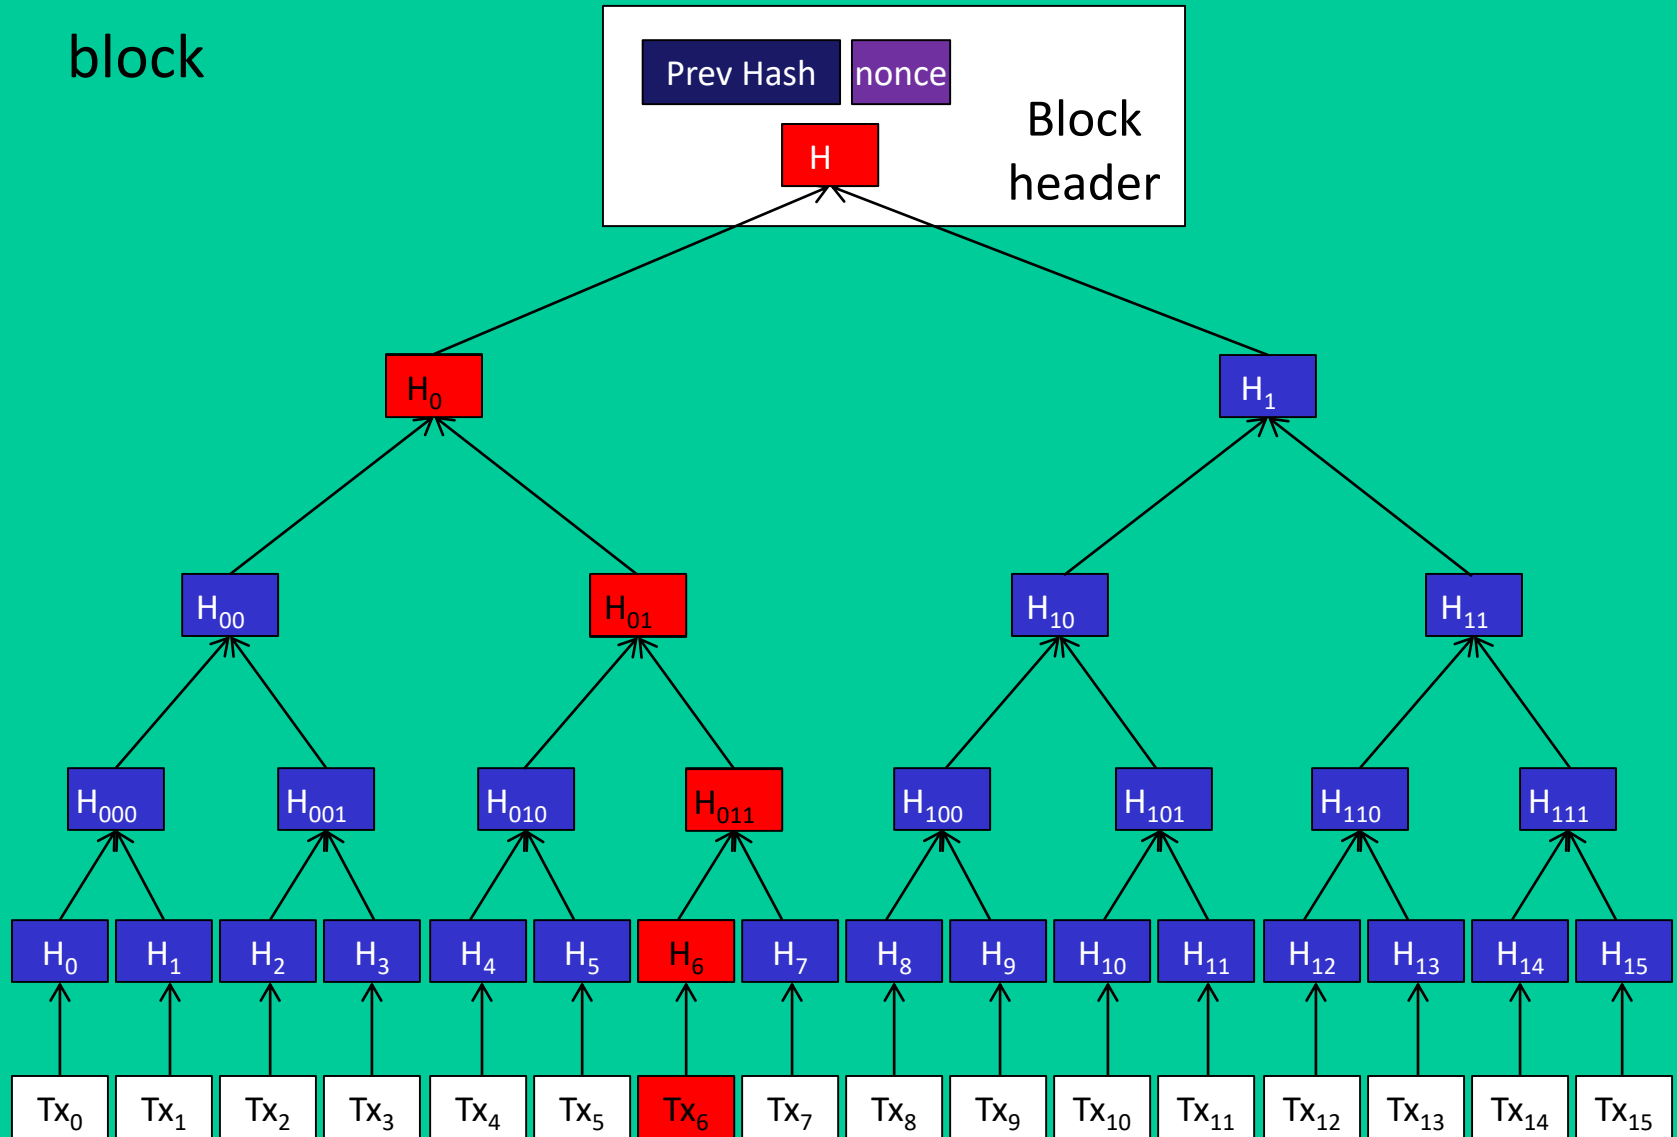 block
Prev Hash nonce
Block
header
H
H₀ H₁
H₀₀ H₀₁ H₁₀ H₁₁
H₀₀₀ H₀₀₁ H₀₁₀ H₀₁₁ H₁₀₀ H₁₀₁ H₁₁₀ H₁₁₁
H₀ H₁ H₂ H₃ H₄ H₅ H₆ H₇ H₈ H₉ H₁₀ H₁₁ H₁₂ H₁₃ H₁₄ H₁₅
Tx₀ Tx₁ Tx₂ Tx₃ Tx₄ Tx₅ Tx₆ Tx₇ Tx₈ Tx₉ Tx₁₀ Tx₁₁ Tx₁₂ Tx₁₃ Tx₁₄ Tx₁₅